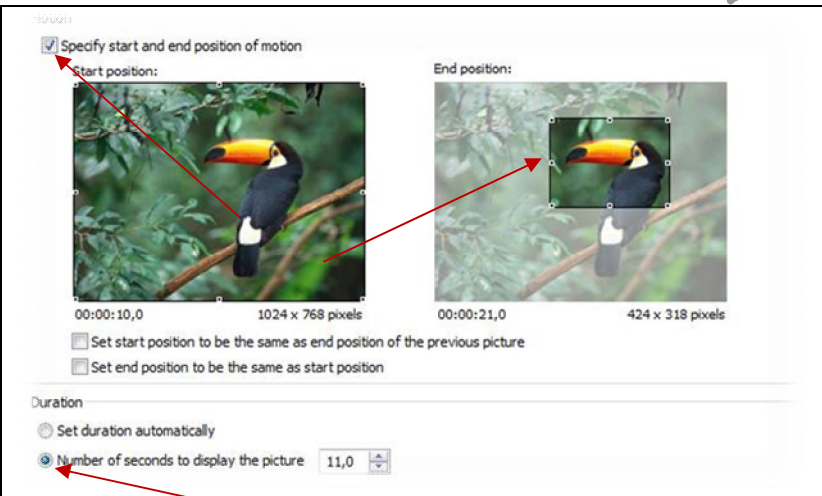 Specify start and end position of motion
Start position:
End position:
00:00:10,0
1024 x 768 pixels
00:00:21,0
424 x 318 pixels
Set start position to be the same as end position of the previous picture
Set end position to be the same as start position
Duration
Set duration automatically
Number of seconds to display the picture 11,0